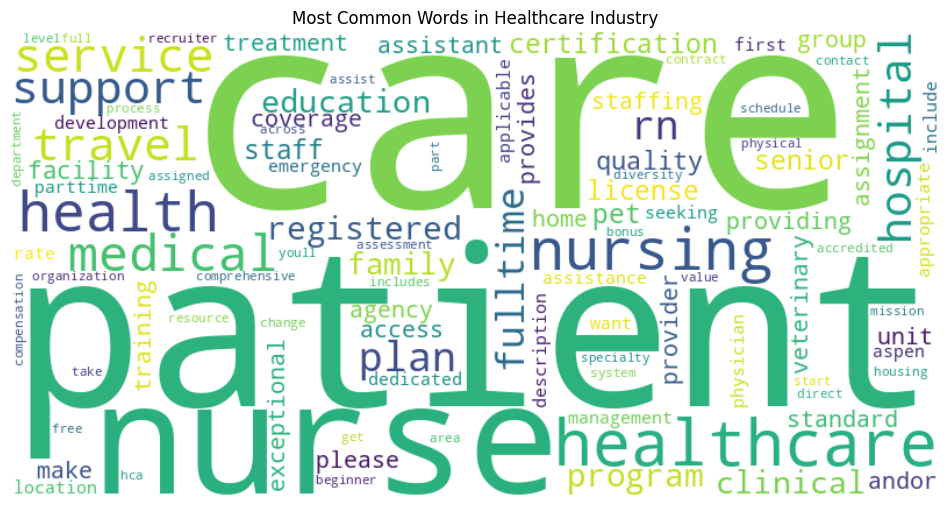 Most Common Words in Healthcare Industry
level full recruiter treatment assistant certification first group
service care contract contact hospital
support process assist education staffing schedule include
development coverage across applicable provides rn assignment
travel staff emergency part quality physical senior
department facility parttime assigned license diversity appropriate
health registered fulltime home pet seeking providing
rate medical youll assessment family nursing bonus accredited
organization comprehensive includes assistance value
compensation patient training resource change agency access description want provider physician veterinary mission
take exceptional plan dedicated specialty system unit aspen
start housing direct
free nurse get area management standard
make hca please beginner healthcare
location program clinical andor